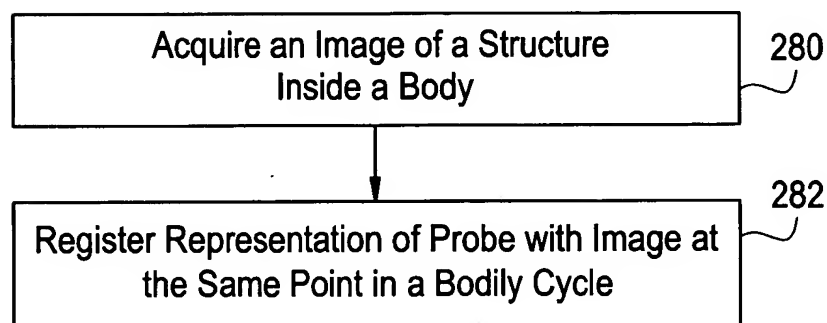 Acquire an Image of a Structure
Inside a Body
280
282
Register Representation of Probe with Image at
the Same Point in a Bodily Cycle